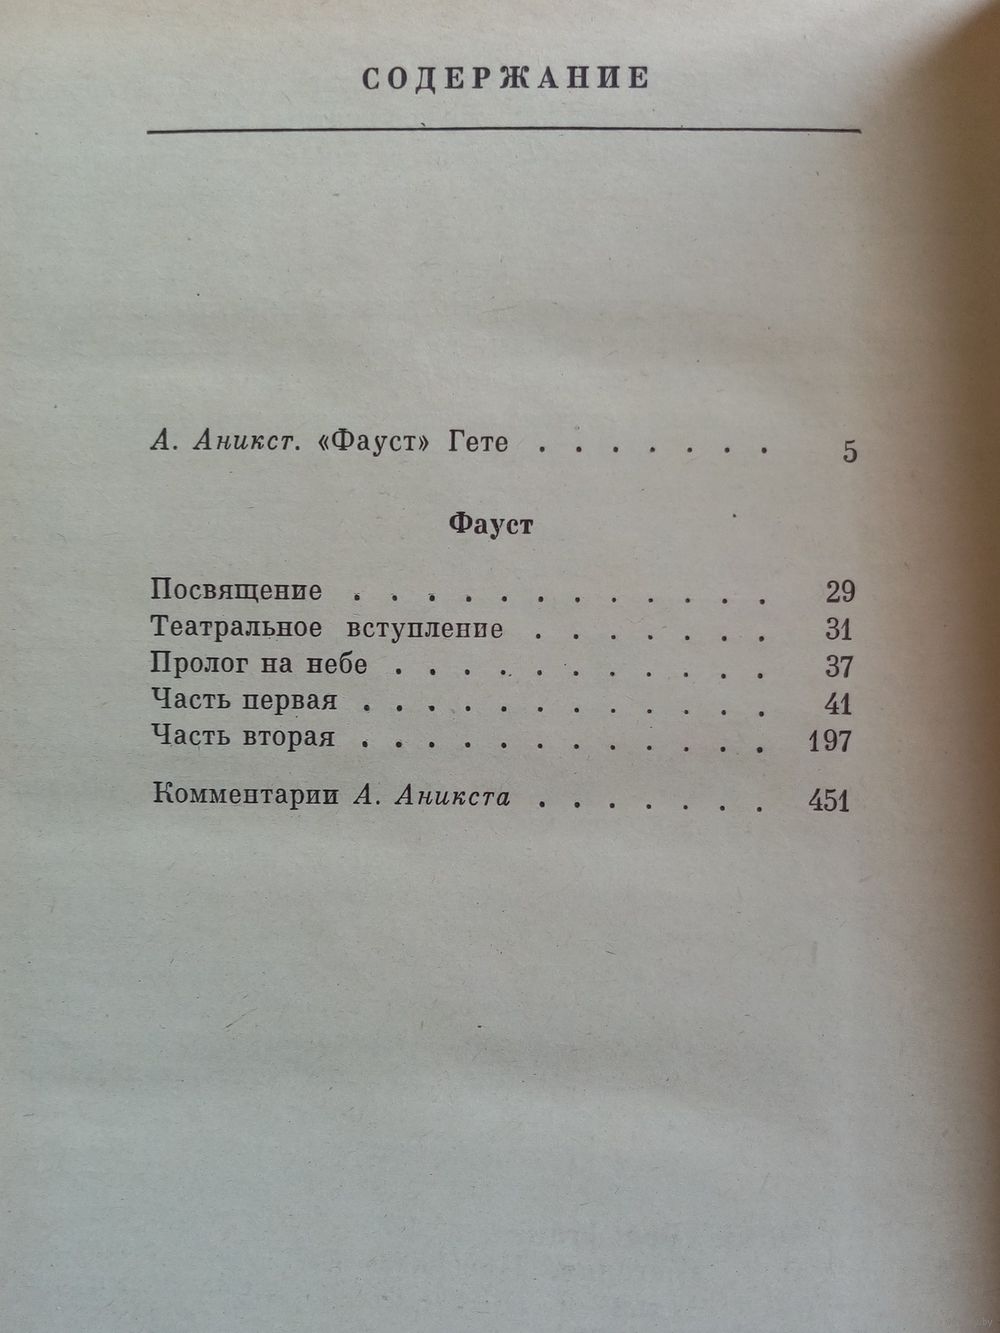 СОДЕРЖАНИЕ
А. Аникст. «Фауст» Гете . . . . . . . 5
Фауст
Посвящение . . . . . . . . . . . . 29
Театральное вступление . . . . . . . 31
Пролог на небе . . . . . . . . . . . 37
Часть первая . . . . . . . . . . . . 41
Часть вторая . . . . . . . . . . . . 197
Комментарии А. Аникста . . . . . . . 451